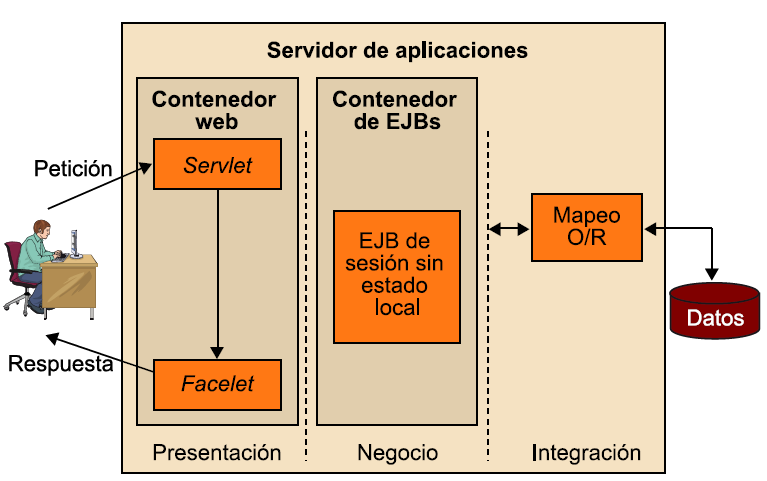 Servidor de aplicaciones
Contenedor
web
Contenedor
de EJBs
Petición
Servlet
EJB de
sesión sin
estado
local
Mapeo
O/R
Datos
Respuesta
Facelet
Presentación
Negocio
Integración